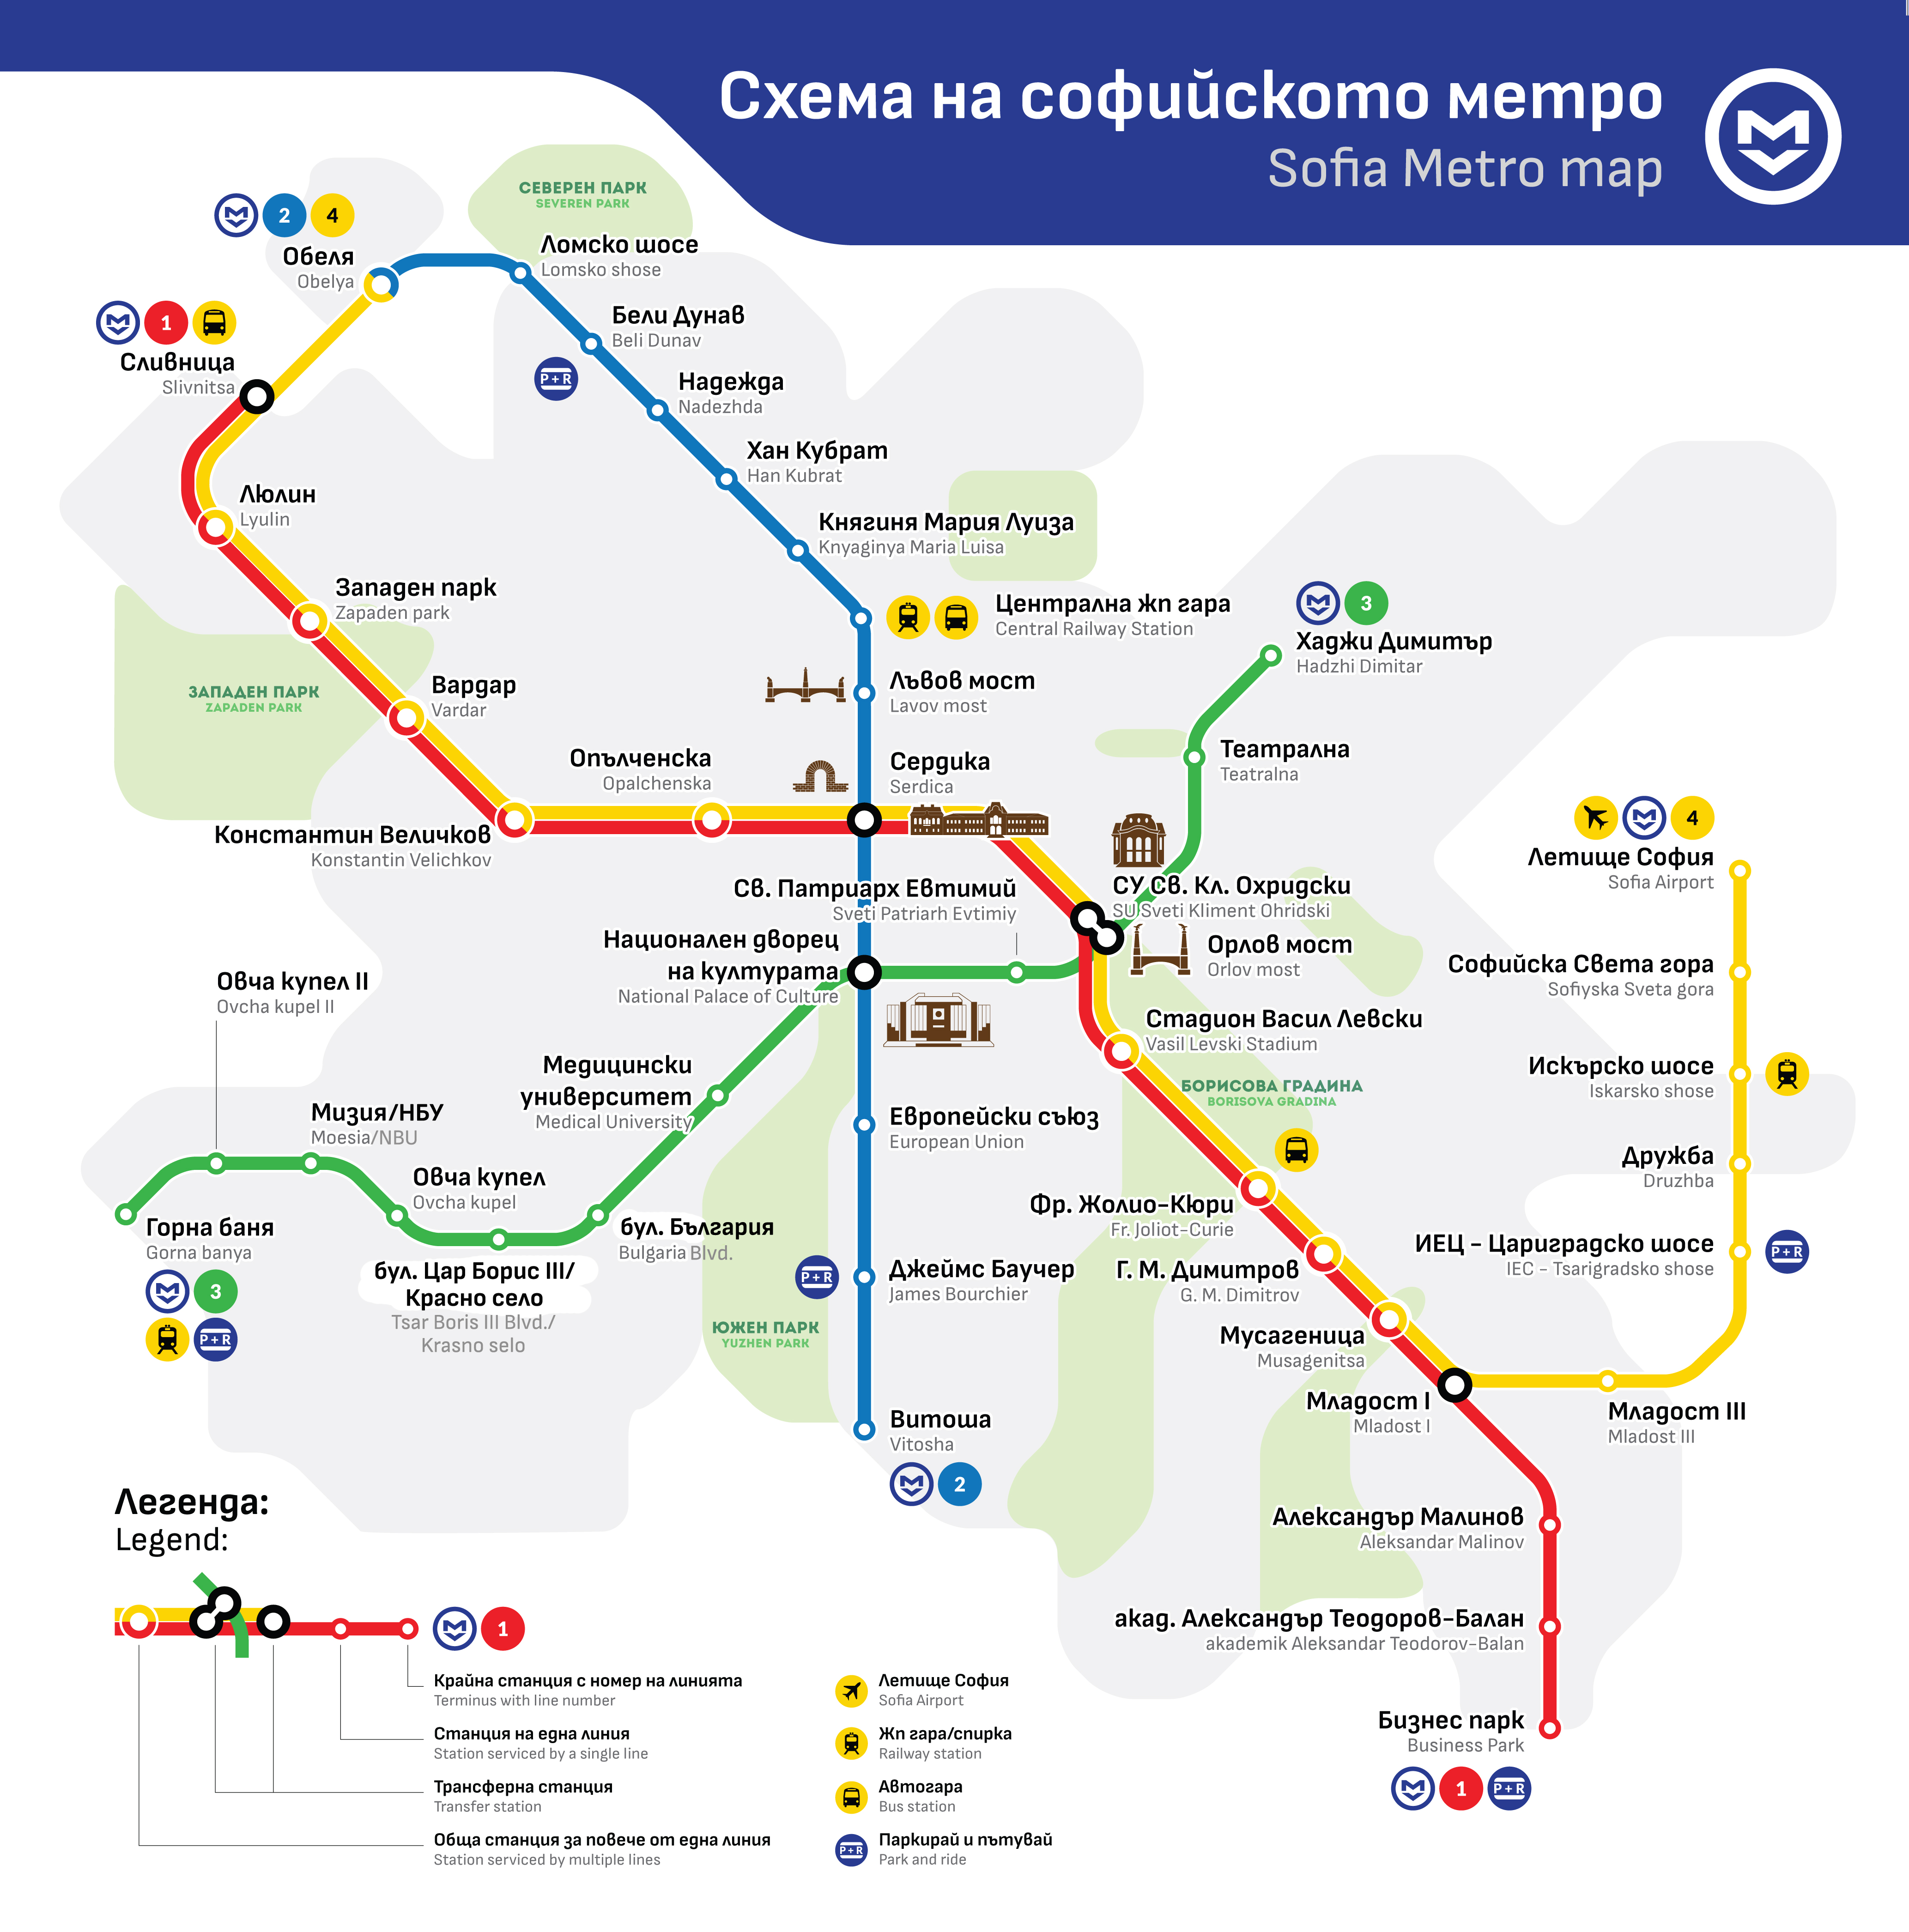 Схема на софийското метро
Sofia Metro map
СЕВЕРЕН ПАРК
SEVEREN PARK
2
4
Обеля
Obelya
Ломско шосе
Lomsko shose
1
Сливница
Slivnitsa
Бели Дунав
Beli Dunav
P+R
Надежда
Nadezhda
Хан Кубрат
Han Kubrat
Люлин
Lyulin
Княгиня Мария Луиза
Knyaginya Maria Luisa
Западен парк
Zapaden park
Централна жп гара
Central Railway Station
3
Хаджи Димитър
Hadzhi Dimitar
ЗАПАДЕН ПАРК
ZAPADEN PARK
Вардар
Vardar
Лъвов мост
Lavov most
Театрална
Teatralna
Опълченска
Opalchenska
Сердика
Serdica
Константин Величков
Konstantin Velichkov
4
Летище София
Sofia Airport
Св. Патриарх Евтимий
Sveti Patriarh Evtimiy
СУ Св. Кл. Охридски
SU Sveti Kliment Ohridski
Национален дворец
на културата
National Palace of Culture
Орлов мост
Orlov most
Софийска Света гора
Sofiyska Sveta gora
Овча купел II
Ovcha kupel II
Стадион Васил Левски
Vasil Levski Stadium
Медицински
университет
Medical University
Искърско шосе
Iskarsko shose
БОРИСОВА ГРАДИНА
BORISOVA GRADINA
Мизия/НБУ
Moesia/NBU
Европейски съюз
European Union
Дружба
Druzhba
Овча купел
Ovcha kupel
Фр. Жолио-Кюри
Fr. Joliot-Curie
Горна баня
Gorna banya
3
P+R
бул. България
Bulgaria Blvd.
ИЕЦ - Цариградско шосе
IEC - Tsarigradsko shose
P+R
бул. Цар Борис III/
Красно село
Tsar Boris III Blvd./
Krasno selo
P+R
Джеймс Баучер
James Bourchier
Г. М. Димитров
G. M. Dimitrov
ЮЖЕН ПАРК
YUZHEN PARK
Мусагеница
Musagenitsa
Младост I
Mladost I
Младост III
Mladost III
Витоша
Vitosha
2
Александър Малинов
Aleksandar Malinov
акад. Александър Теодоров-Балан
akademik Aleksandar Teodorov-Balan
Бизнес парк
Business Park
1
P+R
Легенда:
Legend:
1
Крайна станция с номер на линията
Terminus with line number
Станция на една линия
Station serviced by a single line
Трансферна станция
Transfer station
Обща станция за повече от една линия
Station serviced by multiple lines
Летище София
Sofia Airport
Жп гара/спирка
Railway station
Автогара
Bus station
P+R
Паркирай и пътувай
Park and ride